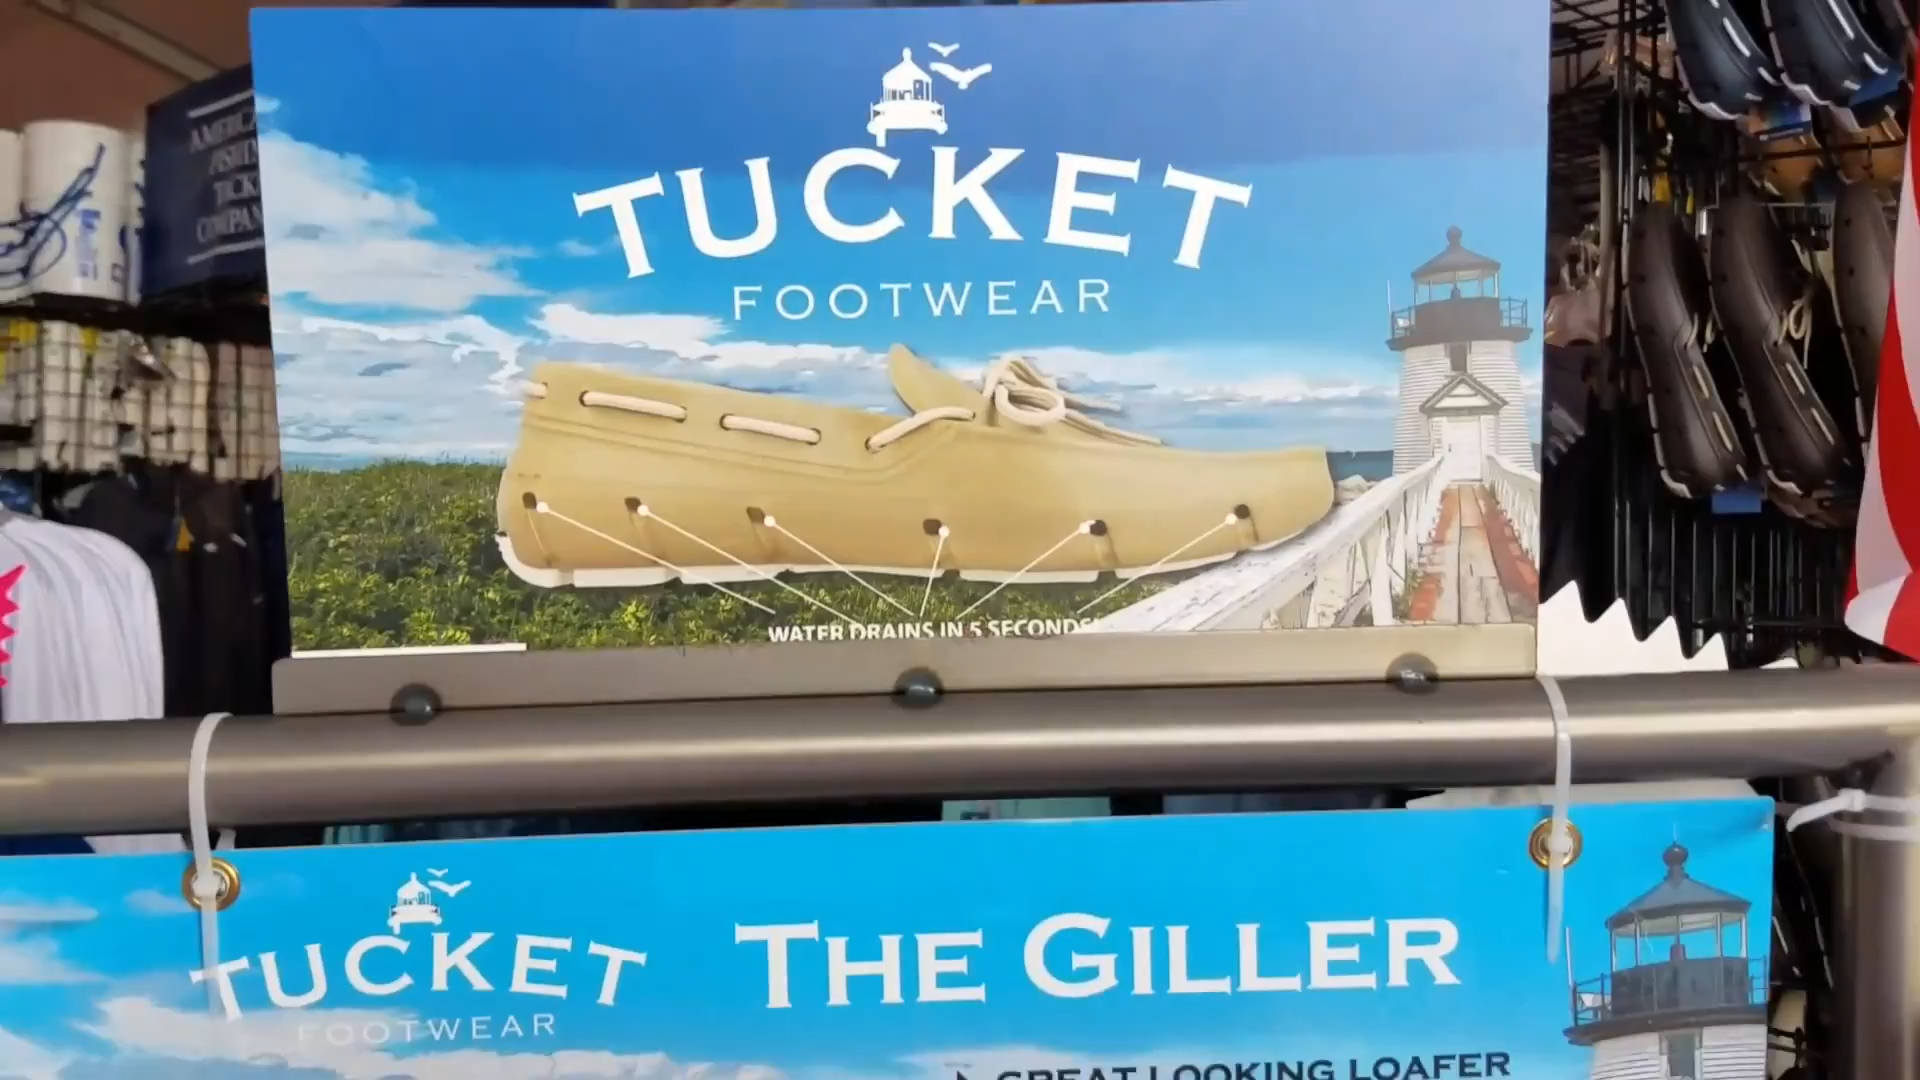 TUCKET
FOOTWEAR
WATER DRAINS IN 5 SECONDS!
TUCKET
FOOTWEAR
THE GILLER
GREAT LOOKING LOAFER